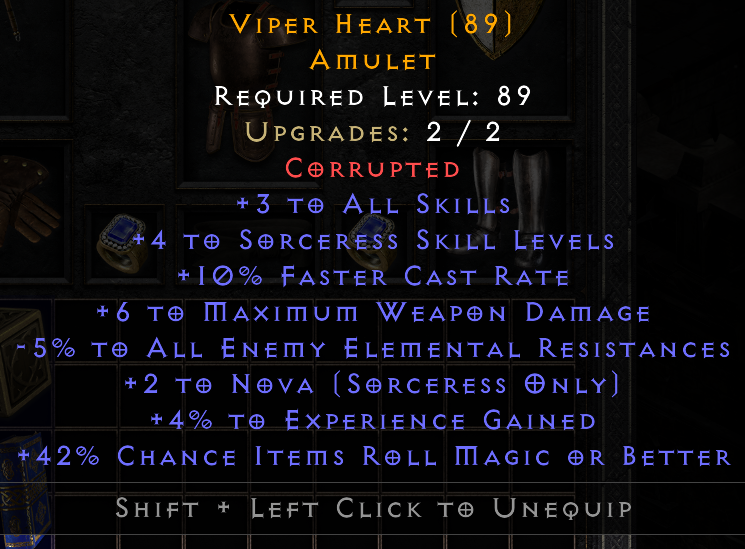 Viper Heart (89)
Amulet
Required Level: 89
Upgrades: 2 / 2
Corrupted
+3 to All Skills
+4 to Sorceress Skill Levels
+10% Faster Cast Rate
+6 to Maximum Weapon Damage
-5% to All Enemy Elemental Resistances
+2 to Nova (Sorceress Only)
+4% to Experience Gained
+42% Chance Items Roll Magic or Better
Shift + Left Click to Unequip